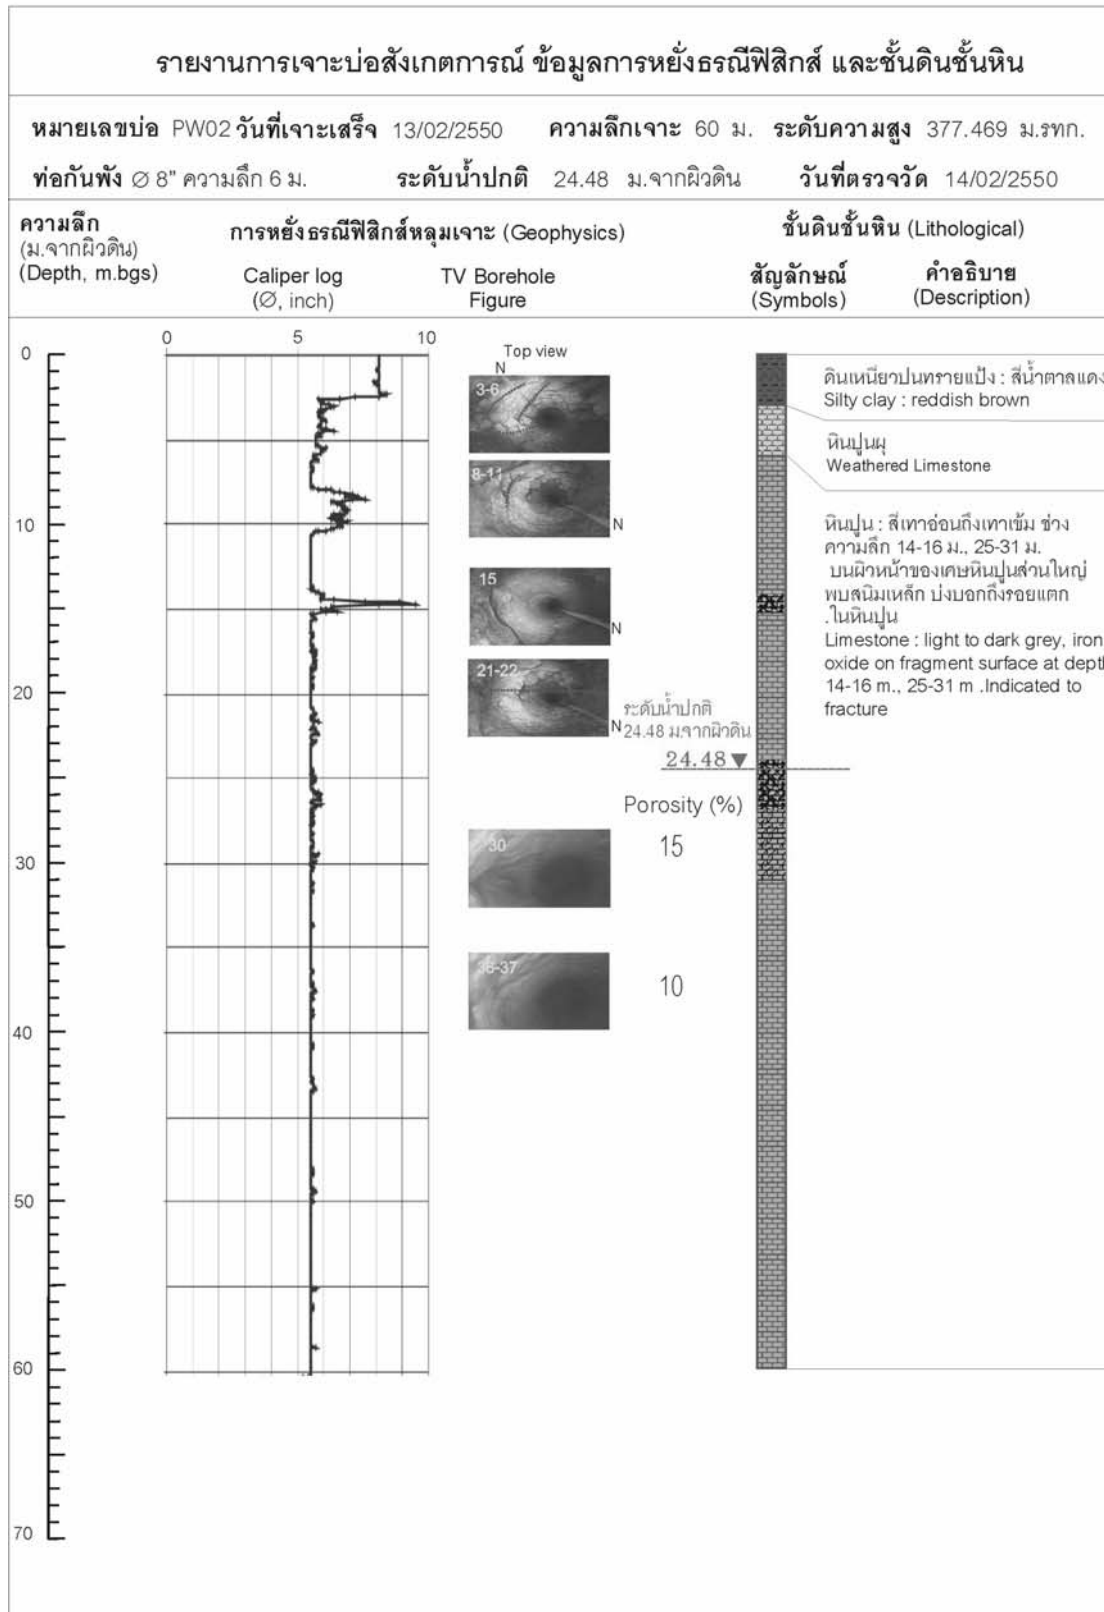 รายงานการเจาะบ่อสังเกตการณ์ ข้อมูลการหยั่งธรณีฟิสิกส์ และชั้นดินชั้นหิน
หมายเลขบ่อ PW02 วันที่เจาะเสร็จ 13/02/2550 ความลึกเจาะ 60 ม. ระดับความสูง 377.469 ม.รทก.
ท่อกันพัง Ø 8" ความลึก 6 ม. ระดับน้ำปกติ 24.48 ม.จากผิวดิน วันที่ตรวจวัด 14/02/2550
ความลึก
(ม.จากผิวดิน)
(Depth, m.bgs)
การหยั่งธรณีฟิสิกส์หลุมเจาะ (Geophysics)
Caliper log
(Ø, inch)
TV Borehole
Figure
ชั้นดินชั้นหิน (Lithological)
สัญลักษณ์
(Symbols)
คำอธิบาย
(Description)
0 5 10
0
10
20
30
40
50
60
70
Top view
N
3-6
8-11
N
15
N
21-22
N
30
36-37
ระดับน้ำปกติ
24.48 ม.จากผิวดิน
24.48
Porosity (%)
15
10
ดินเหนียวปนทรายแป้ง : สีน้ำตาลแดง
Silty clay : reddish brown
หินปูนผุ
Weathered Limestone
หินปูน : สีเทาอ่อนถึงเทาเข้ม ช่วง
ความลึก 14-16 ม., 25-31 ม.
บนผิวหน้าของเศษหินปูนส่วนใหญ่
พบสนิมเหล็ก บ่งบอกถึงรอยแตก
.ในหินปูน
Limestone : light to dark grey, iron
oxide on fragment surface at depth
14-16 m., 25-31 m .Indicated to
fracture